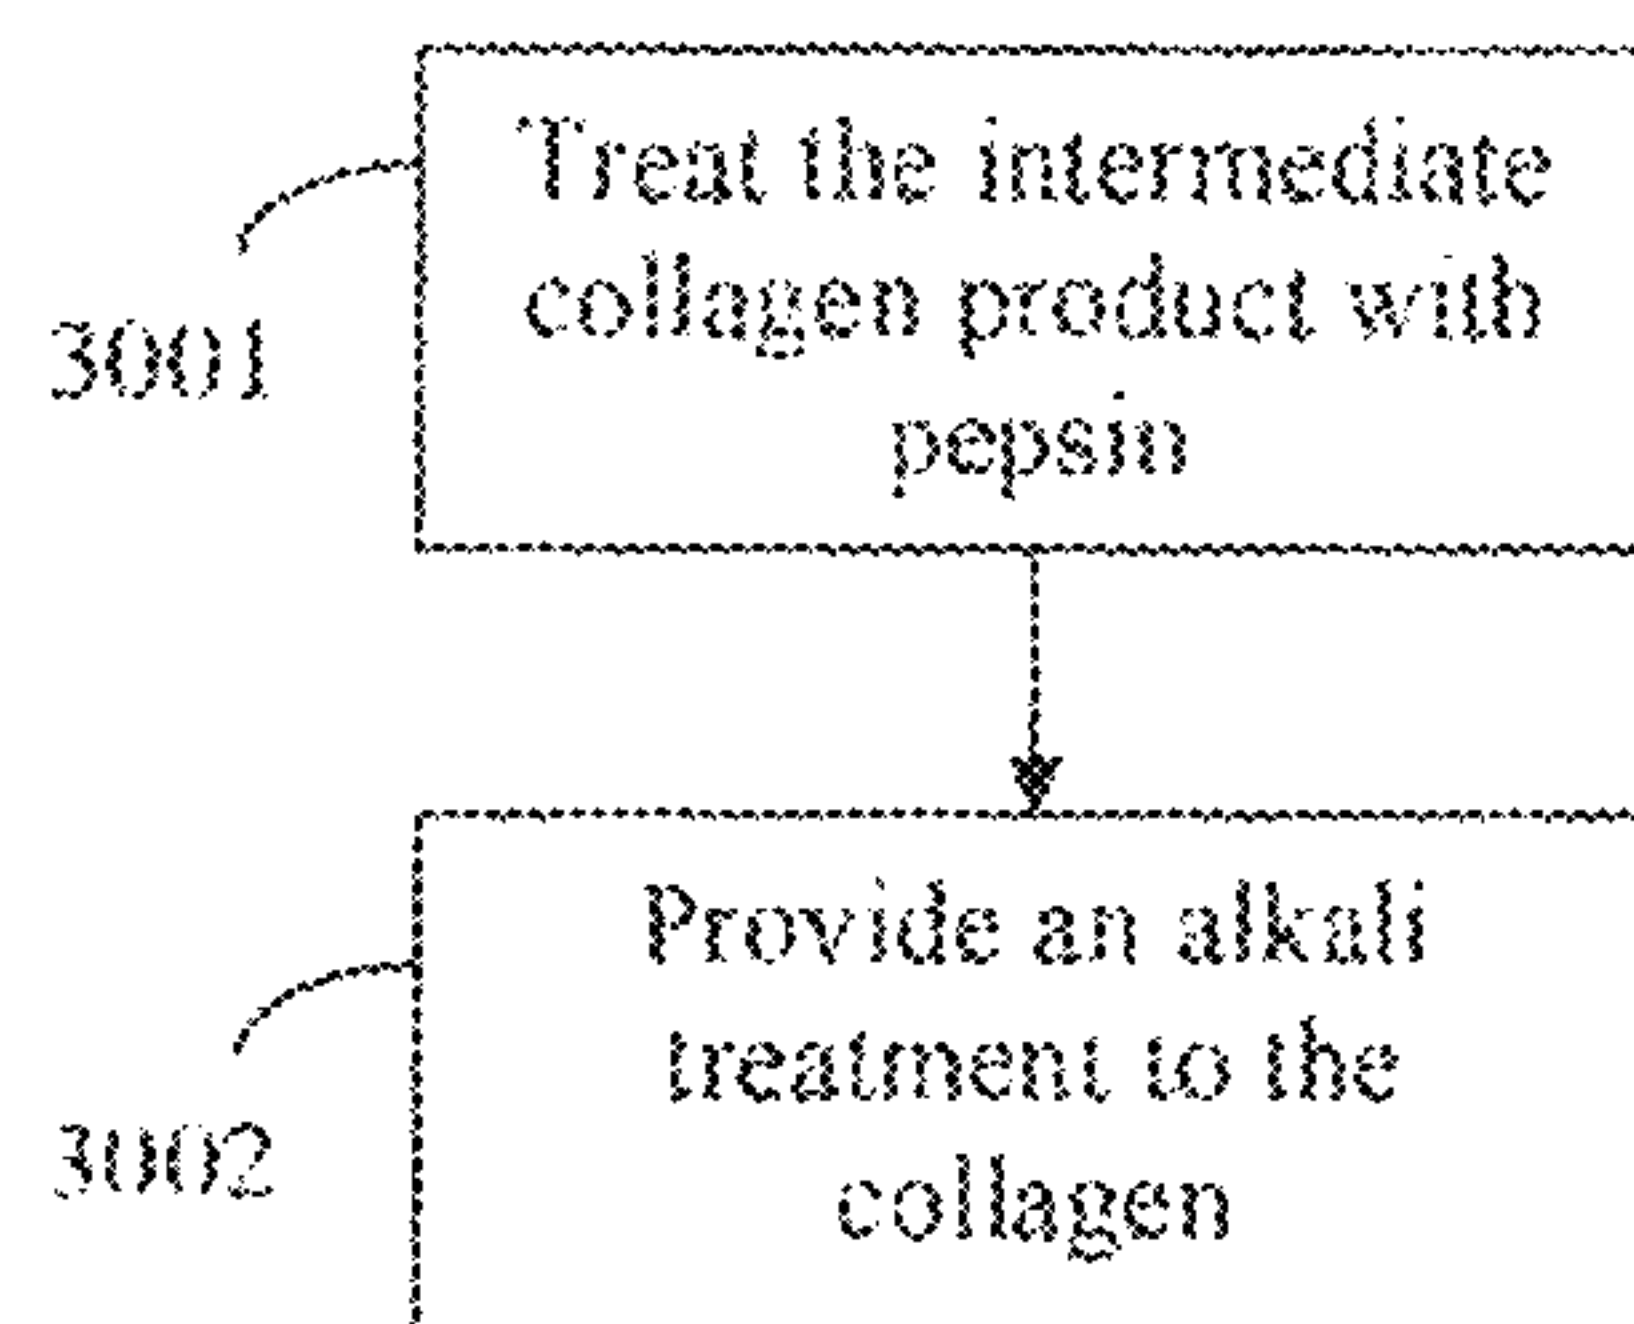 Treat the intermediate
collagen product with
pepsin
3001
Provide an alkali
treatment to the
collagen
3002